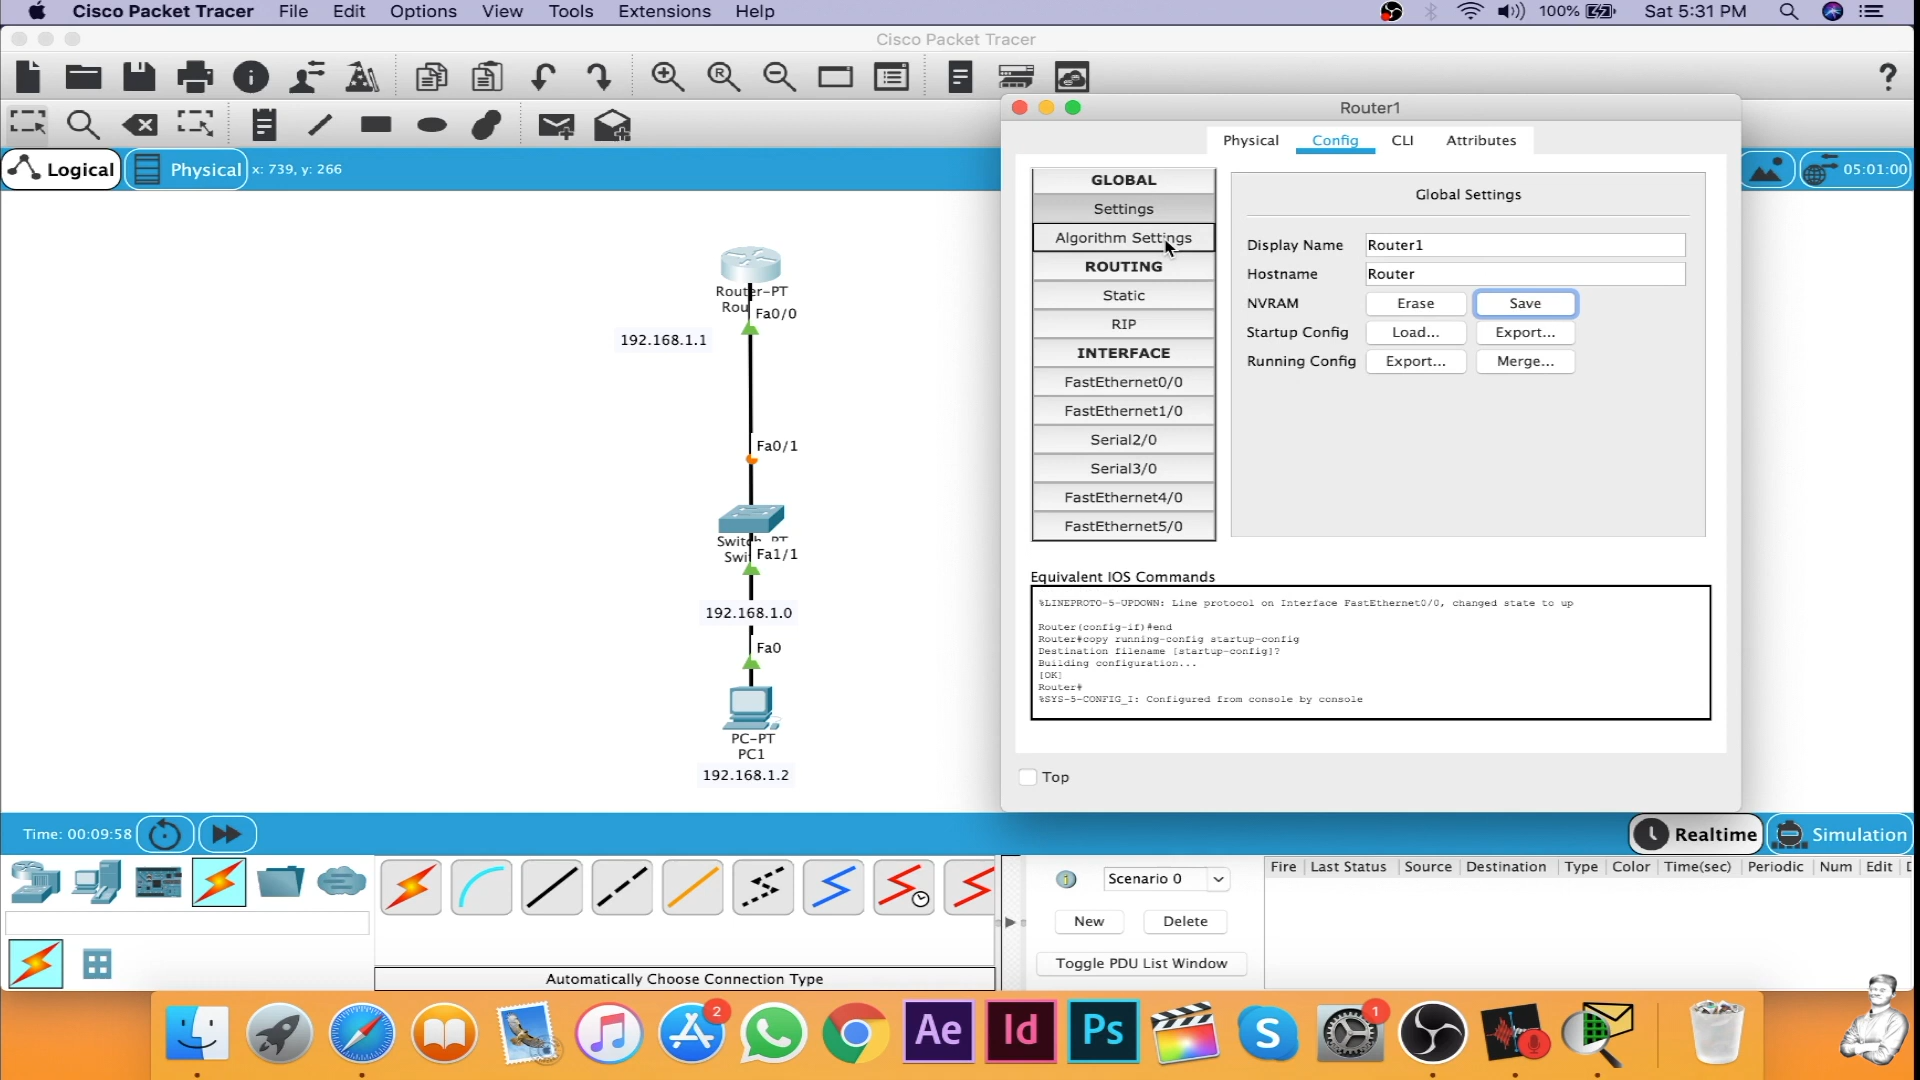 Cisco Packet Tracer File Edit Options View Tools Extensions Help 100% Sat 5:31 PM
Cisco Packet Tracer
Router1
Physical Config CLI Attributes
Logical Physical x: 739, y: 266 05:01:00
GLOBAL
Settings
Algorithm Settings
ROUTING
Static
RIP
INTERFACE
FastEthernet0/0
FastEthernet1/0
Serial2/0
Serial3/0
FastEthernet4/0
FastEthernet5/0
Global Settings
Display Name Router1
Hostname Router
NVRAM Erase Save
Startup Config Load... Export...
Running Config Export... Merge...
Equivalent IOS Commands
%LINEPROTO-5-UPDOWN: Line protocol on Interface FastEthernet0/0, changed state to up
Router(config-if)#end
Router#copy running-config startup-config
Destination filename [startup-config]?
Building configuration...
[OK]
Router#
%SYS-5-CONFIG_I: Configured from console by console
Top
Router-PT
Rou
Fa0/0
192.168.1.1
Fa0/1
Switch-PT
Swi
Fa1/1
192.168.1.0
Fa0
PC-PT
PC1
192.168.1.2
Time: 00:09:58 Realtime Simulation
Scenario 0
New Delete
Toggle PDU List Window
Fire Last Status Source Destination Type Color Time(sec) Periodic Num Edit
Automatically Choose Connection Type
2 Ae Id Ps 1